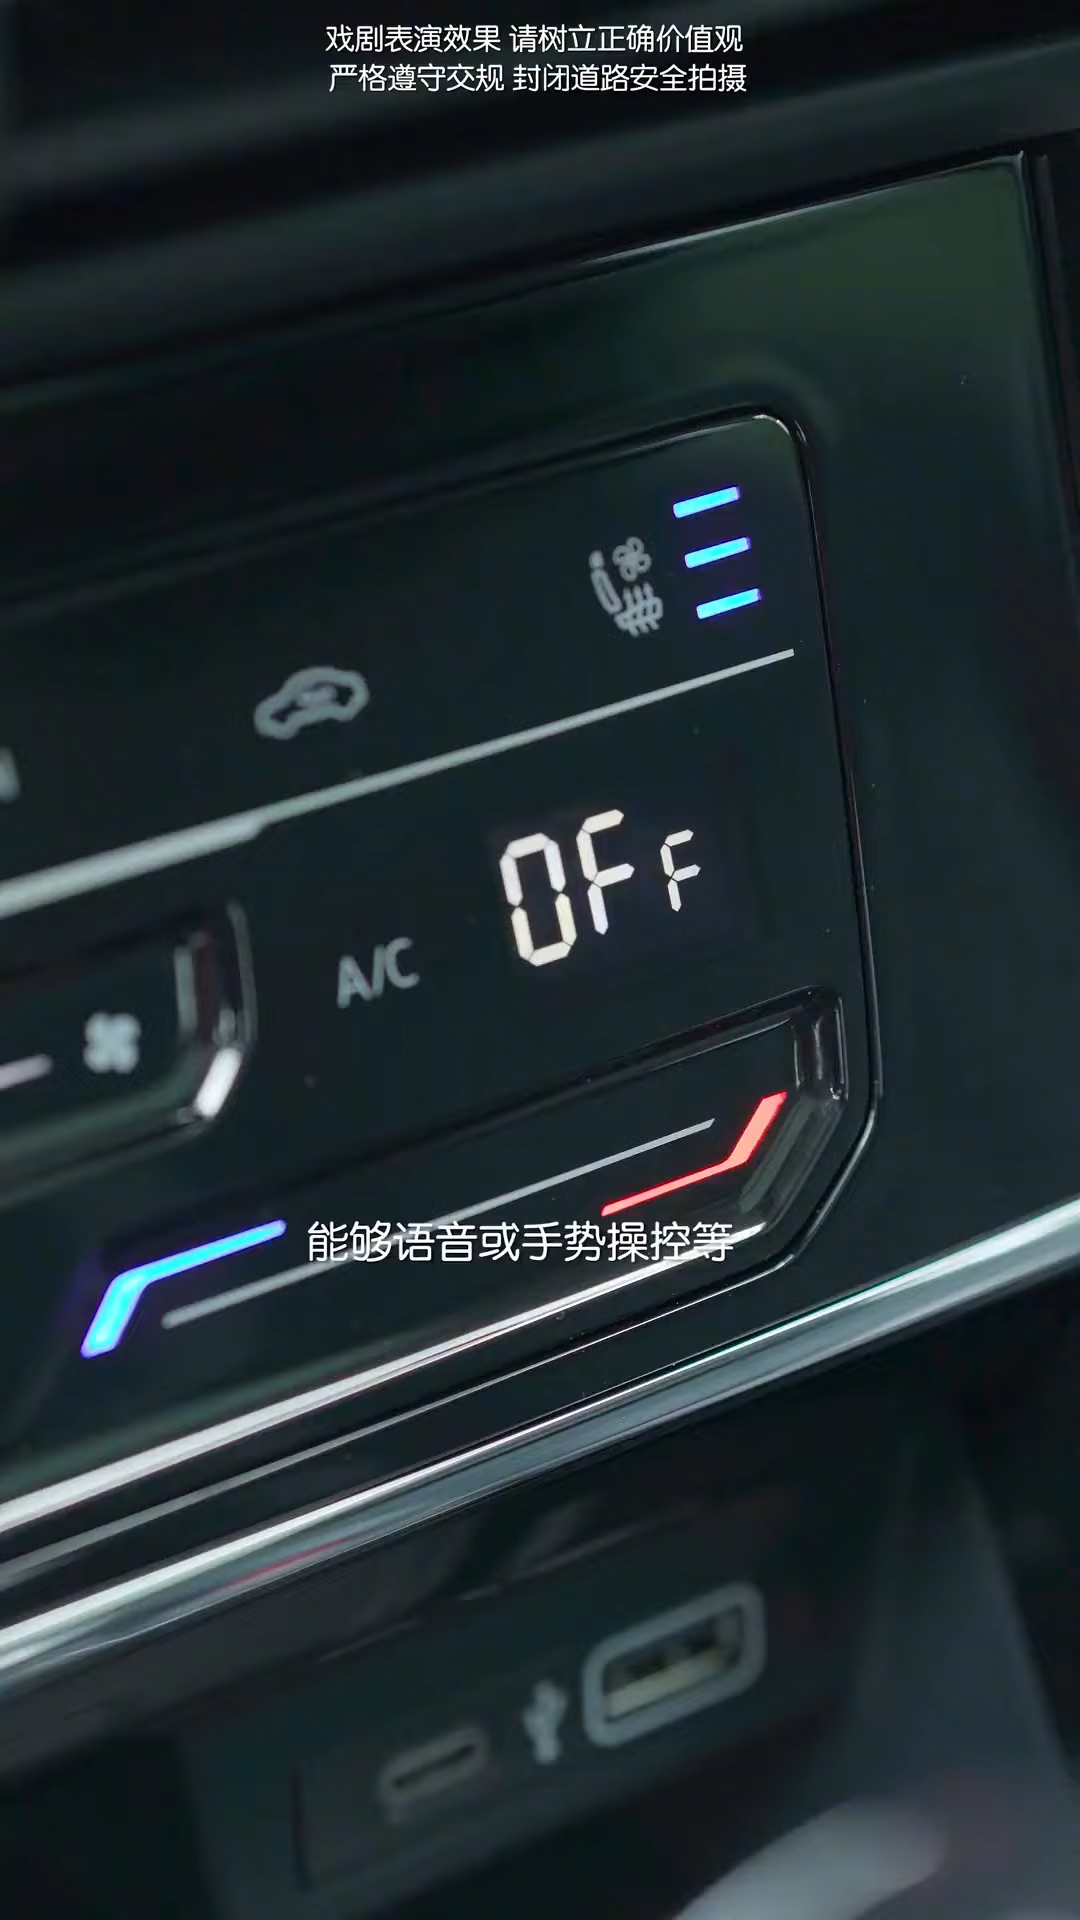 戏剧表演效果 请树立正确价值观
严格遵守交规 封闭道路安全拍摄
OFF
A/C
能够语音或手势操控等